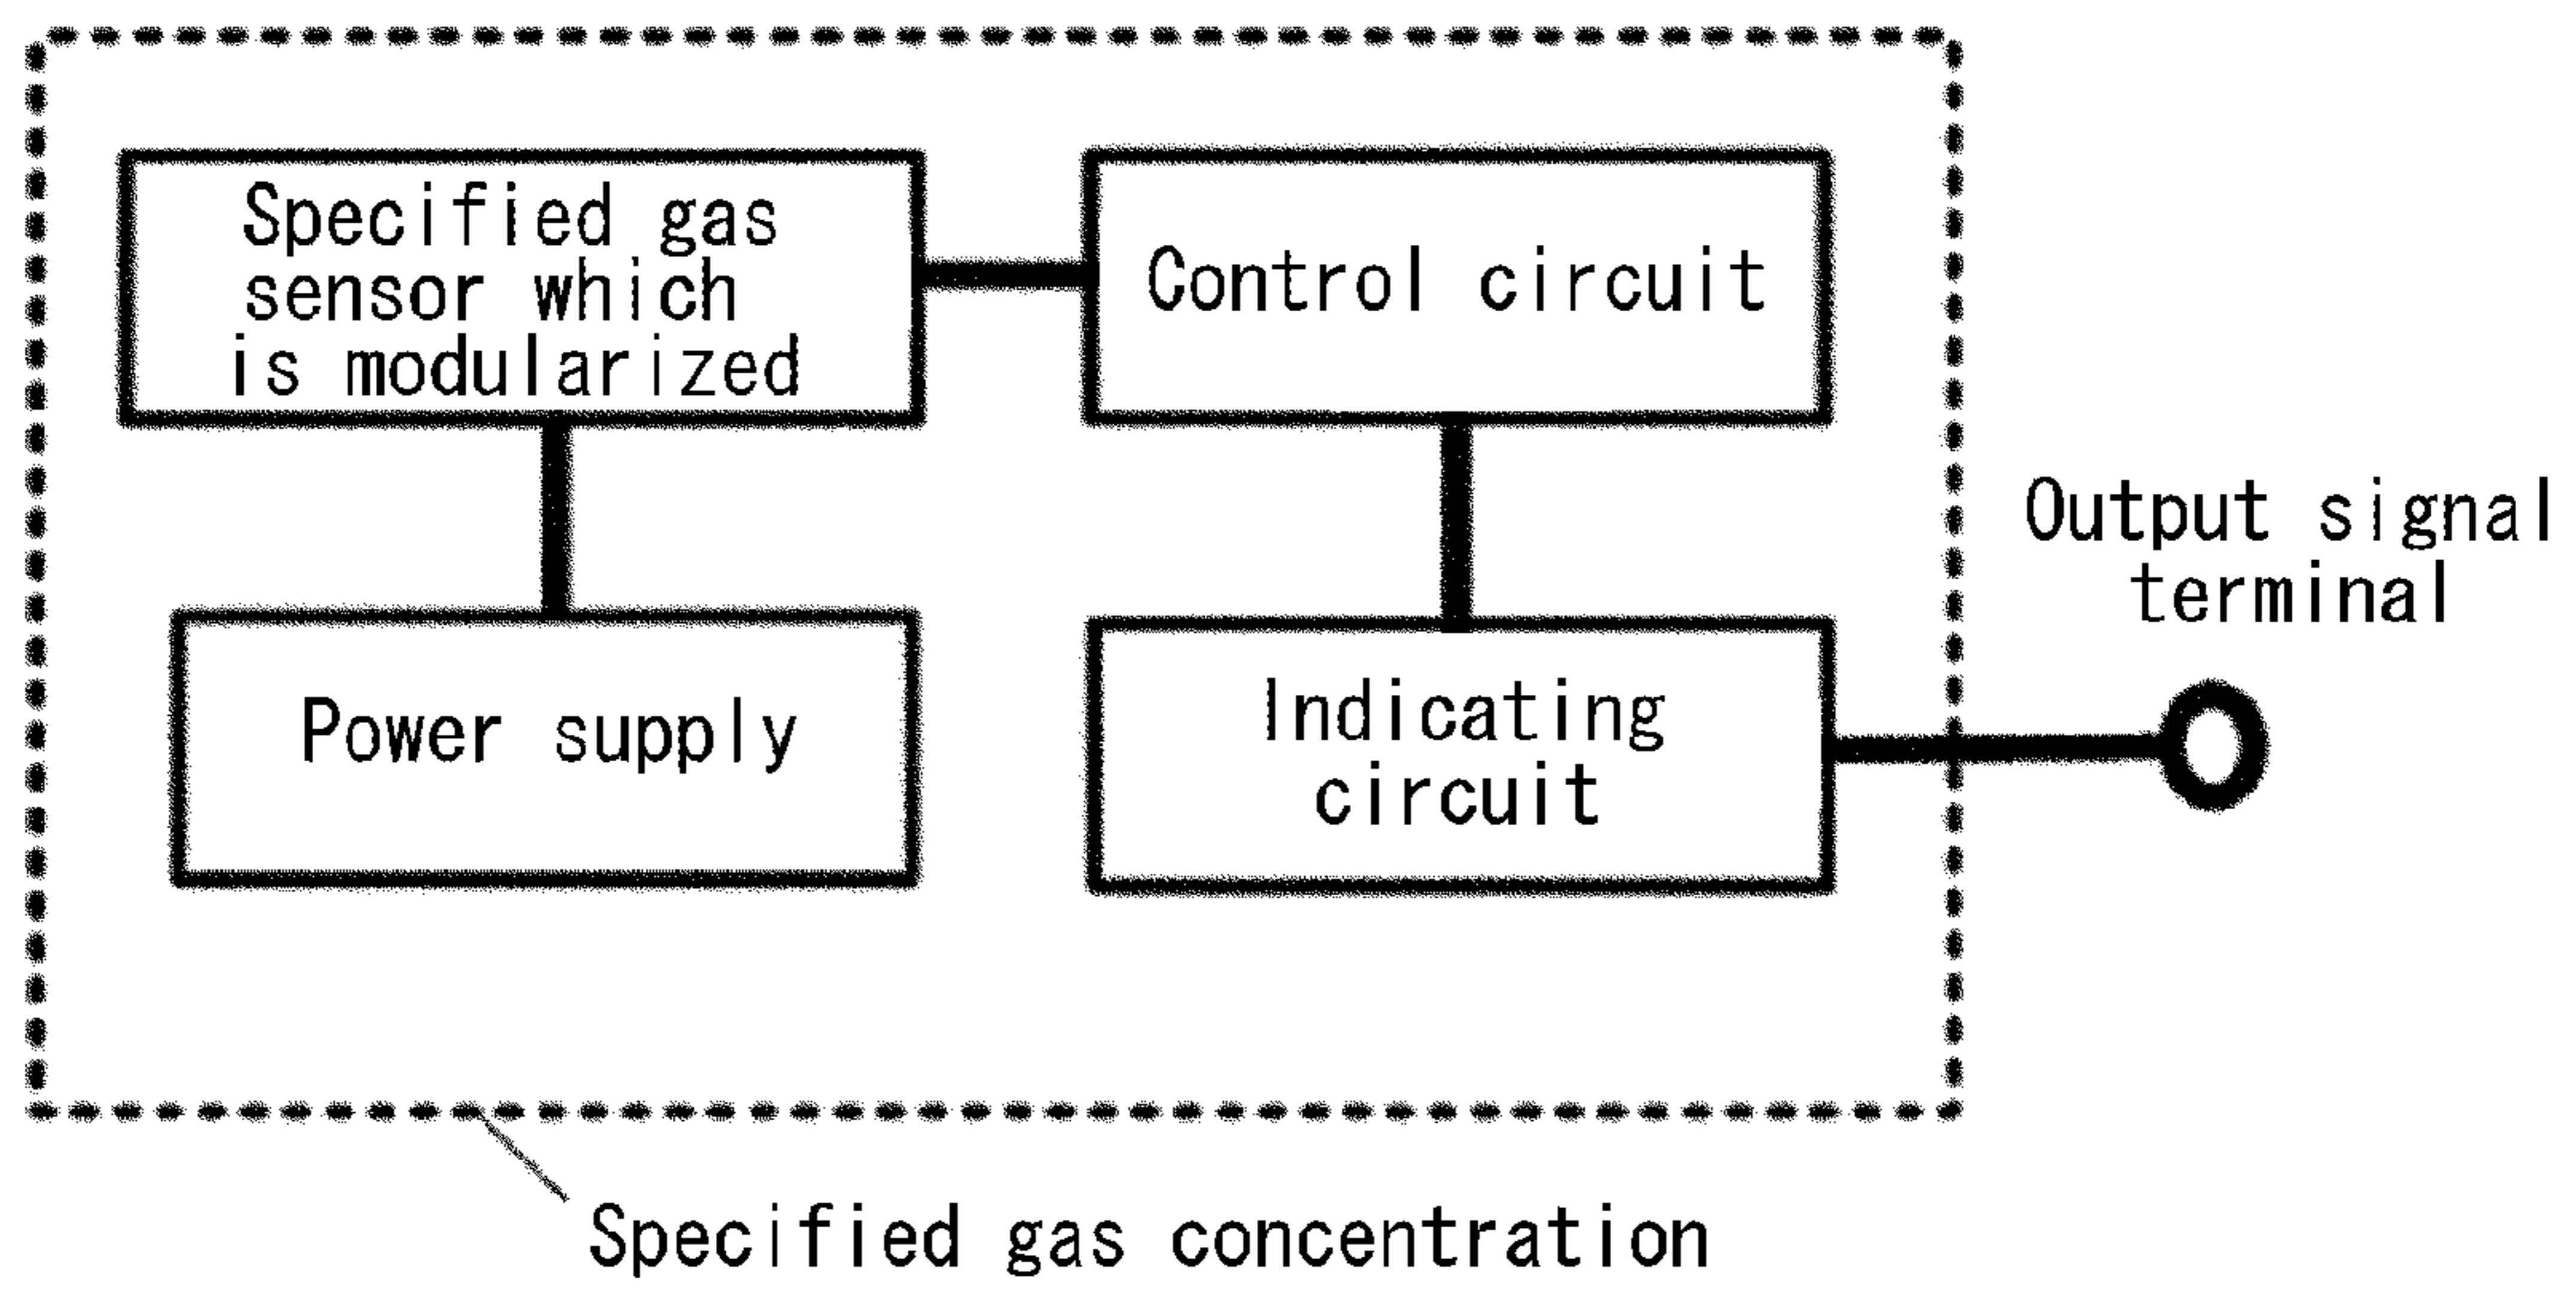 Specified gas
sensor which
is modularized
Control circuit
Output signal
terminal
Power supply
Indicating
circuit
Specified gas concentration